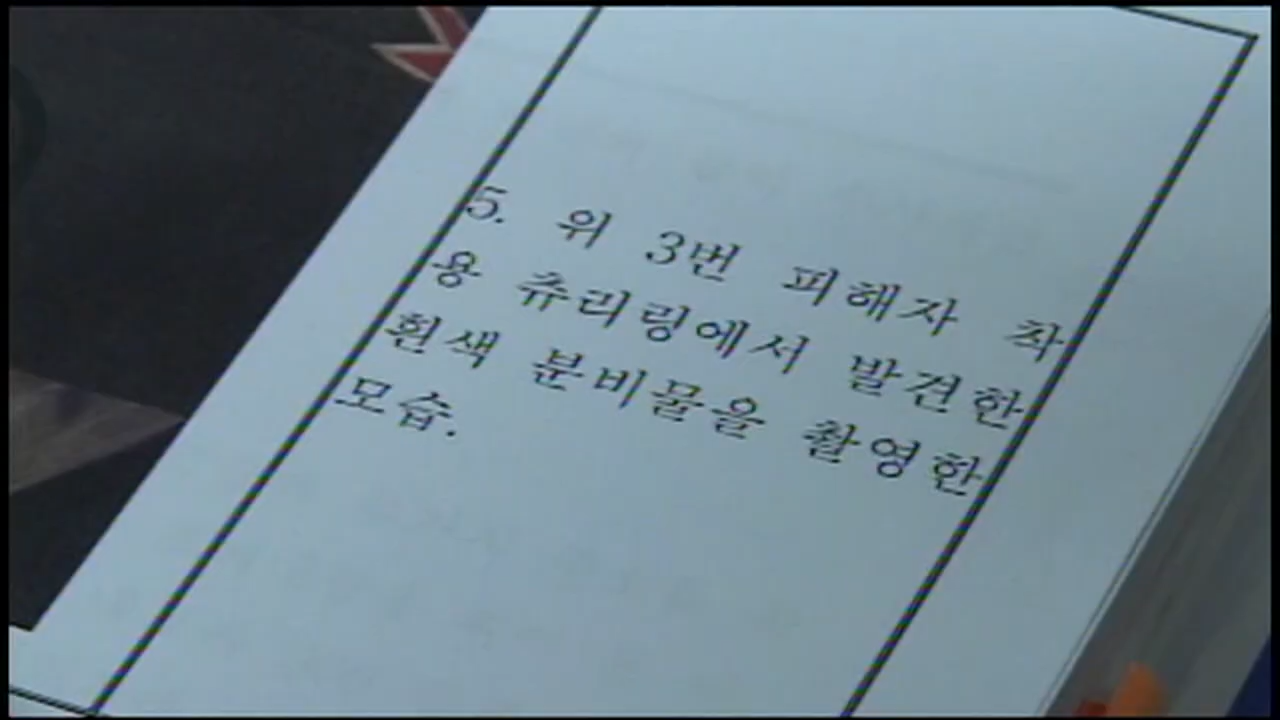 5. 위 3번 피해자 착
용 츄리링에서 발견한
흰색 분비물을 촬영한
모습.